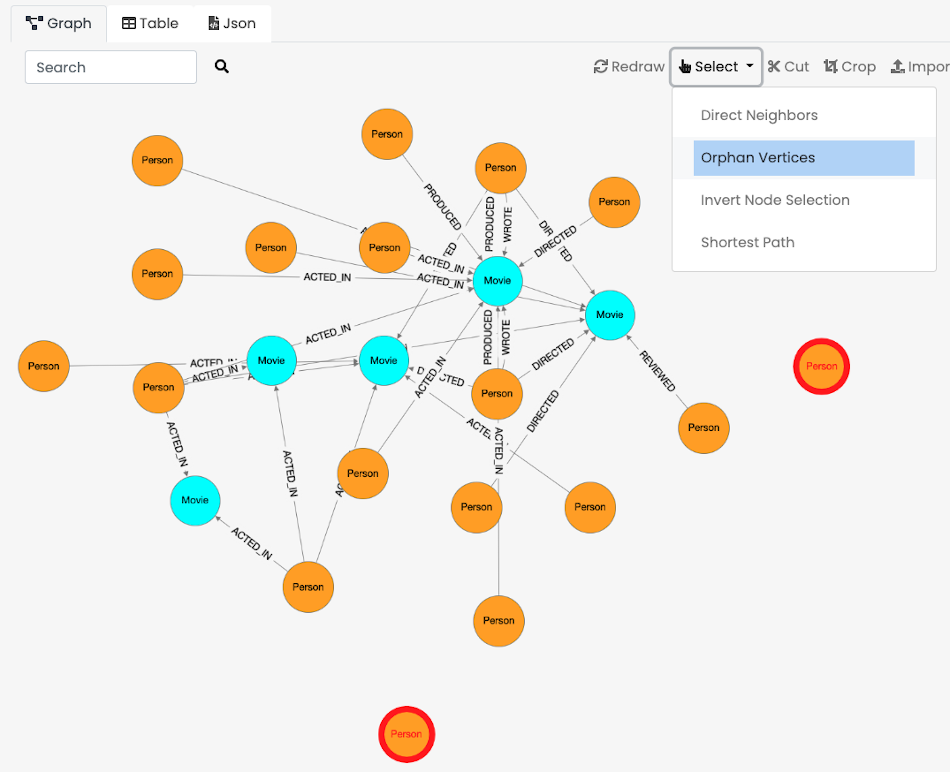 Graph
Table
Json
Search
Redraw
Select
Cut
Crop
Impor
Direct Neighbors
Orphan Vertices
Invert Node Selection
Shortest Path
Person
Person
Person
Person
PRODUCED
PRODUCED
WROTE
DIRECTED
Person
Person
ACTED_IN
ACTED_IN
Person
ACTED_IN
Movie
Movie
ACTED_IN
PRODUCED
WROTE
Person
ACTED_IN
Movie
Movie
DIRECTED
REVIEWED
Person
Person
ACTED_IN
ACTED_IN
Person
DIRECTED
Person
ACTED_IN
ACTED_IN
ACTED_IN
Person
Movie
Person
Person
ACTED_IN
Person
Person
Person